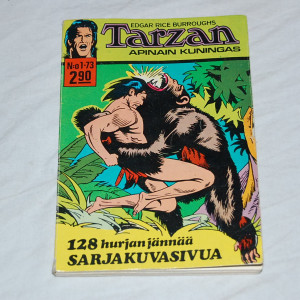 EDGAR RICE BURROUGHS
Tarzan
APINAIN KUNINGAS
N:o 1-73
2.90
128 hurjan jännää
SARJAKUVASIVUA